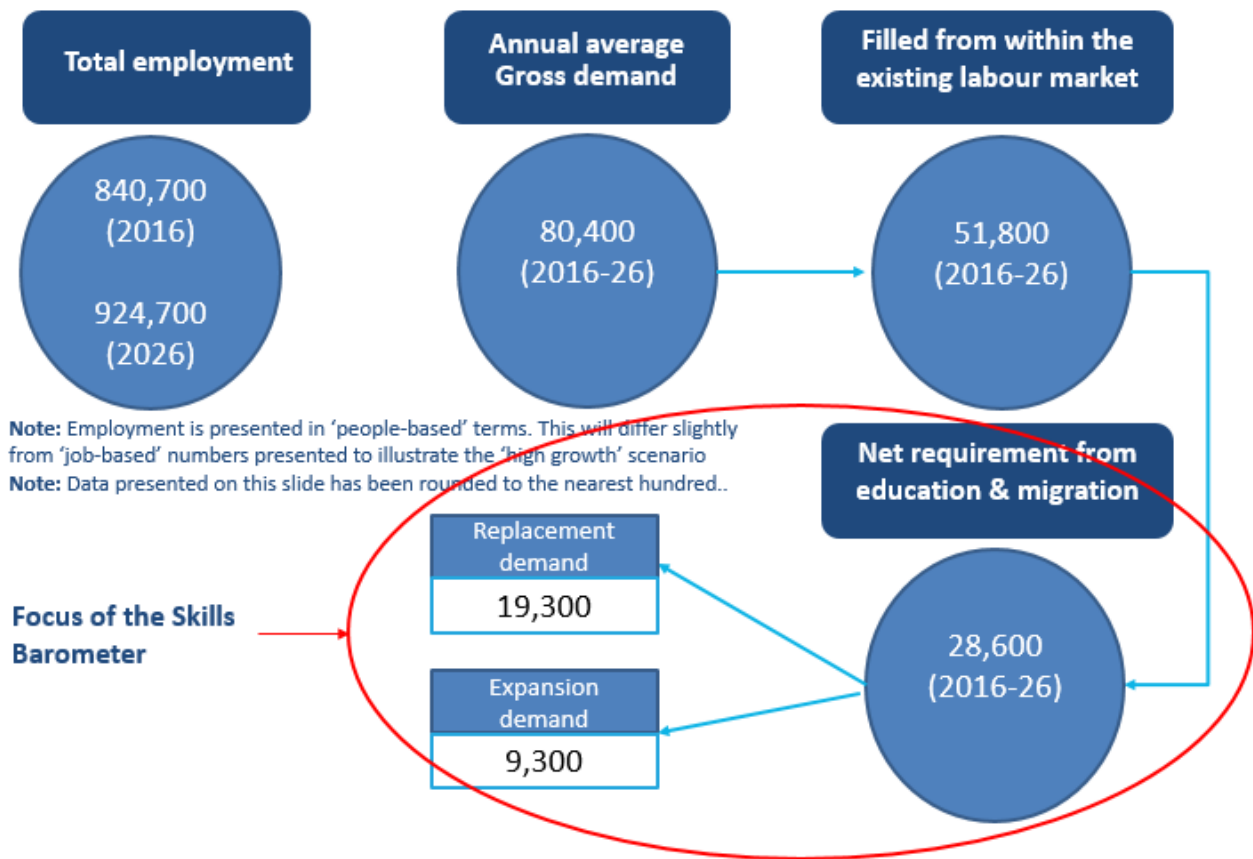 Total employment
Annual average
Gross demand
Filled from within the
existing labour market
840,700
(2016)
924,700
(2026)
80,400
(2016-26)
51,800
(2016-26)
Note: Employment is presented in ‘people-based’ terms. This will differ slightly
from ‘job-based’ numbers presented to illustrate the ‘high growth’ scenario
Note: Data presented on this slide has been rounded to the nearest hundred..
Net requirement from
education & migration
Replacement
demand
19,300
Focus of the Skills
Barometer
28,600
(2016-26)
Expansion
demand
9,300